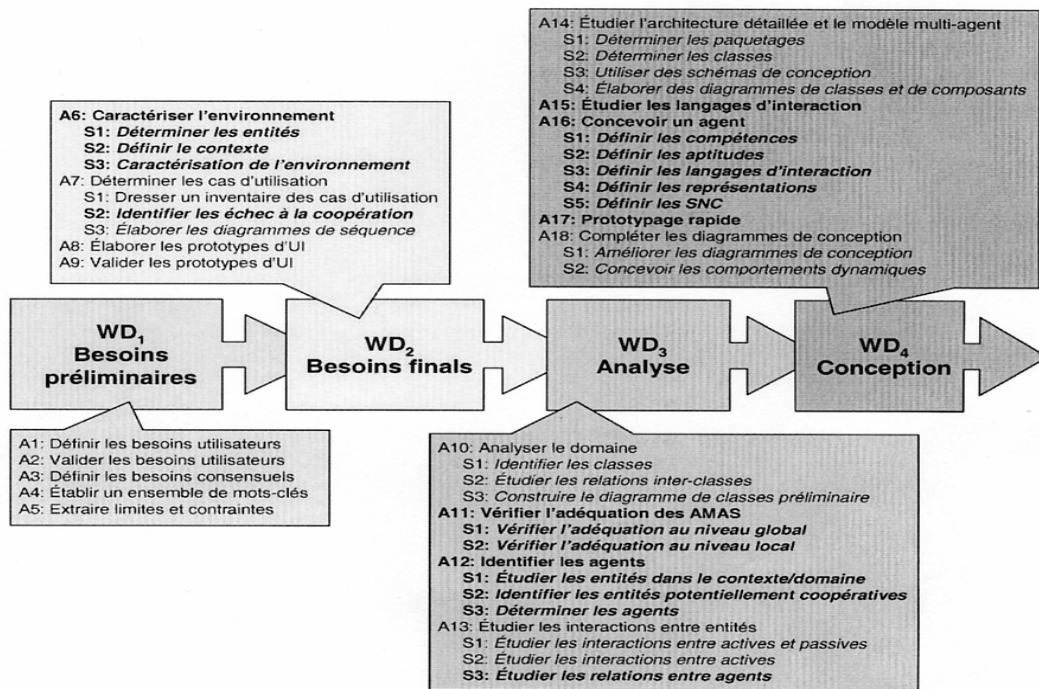 A14: Étudier l'architecture détaillée et le modèle multi-agent
S1: Déterminer les paquetages
S2: Déterminer les classes
S3: Utiliser des schémas de conception
S4: Élaborer des diagrammes de classes et de composants
A15: Étudier les langages d'interaction
A16: Concevoir un agent
S1: Définir les compétences
S2: Définir les aptitudes
S3: Définir les langages d'interaction
S4: Définir les représentations
S5: Définir les SNC
A17: Prototypage rapide
A18: Compléter les diagrammes de conception
S1: Améliorer les diagrammes de conception
S2: Concevoir les comportements dynamiques
A6: Caractériser l'environnement
S1: Déterminer les entités
S2: Définir le contexte
S3: Caractérisation de l'environnement
A7: Déterminer les cas d'utilisation
S1: Dresser un inventaire des cas d'utilisation
S2: Identifier les échec à la coopération
S3: Élaborer les diagrammes de séquence
A8: Élaborer les prototypes d'UI
A9: Valider les prototypes d'UI
WD1
Besoins
préliminaires
WD2
Besoins finals
WD3
Analyse
WD4
Conception
A1: Définir les besoins utilisateurs
A2: Valider les besoins utilisateurs
A3: Définir les besoins consensuels
A4: Établir un ensemble de mots-clés
A5: Extraire limites et contraintes
A10: Analyser le domaine
S1: Identifier les classes
S2: Étudier les relations inter-classes
S3: Construire le diagramme de classes préliminaire
A11: Vérifier l'adéquation des AMAS
S1: Vérifier l'adéquation au niveau global
S2: Vérifier l'adéquation au niveau local
A12: Identifier les agents
S1: Étudier les entités dans le contexte/domaine
S2: Identifier les entités potentiellement coopératives
S3: Déterminer les agents
A13: Étudier les interactions entre entités
S1: Étudier les interactions entre actives et passives
S2: Étudier les interactions entre actives
S3: Étudier les relations entre agents